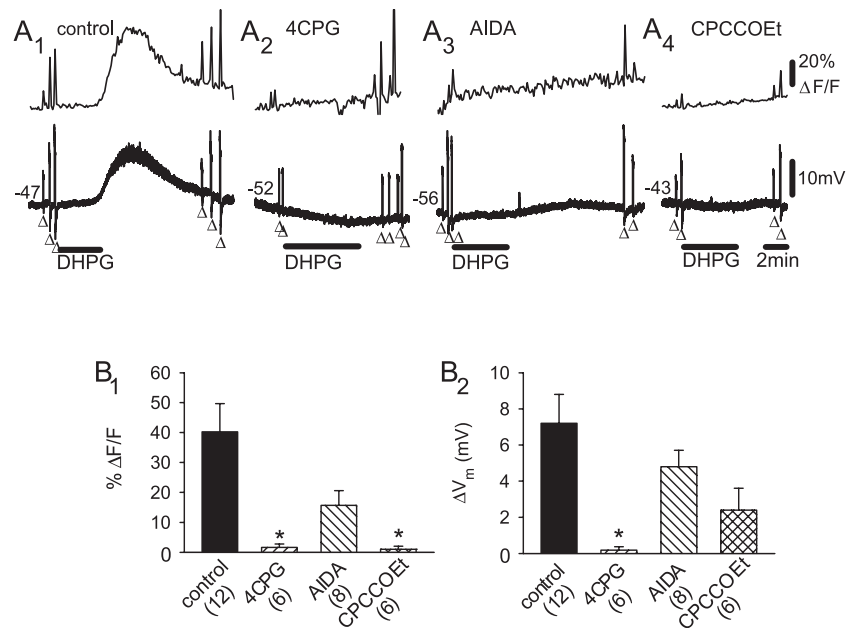 A1 control
A2 4CPG
A3 AIDA
A4 CPCCOEt
20%
ΔF/F
-47
-52
-56
-43
10mV
Δ Δ Δ Δ Δ Δ
Δ Δ Δ Δ Δ Δ
Δ Δ Δ Δ Δ
Δ Δ Δ Δ
DHPG
DHPG
DHPG
DHPG
2min
B1
% ΔF/F
60
50
40
30
20
10
0
*
*
control
(12)
4CPG
(6)
AIDA
(8)
CPCCOEt
(6)
B2
ΔVm (mV)
10
8
6
4
2
0
*
control
(12)
4CPG
(6)
AIDA
(8)
CPCCOEt
(6)